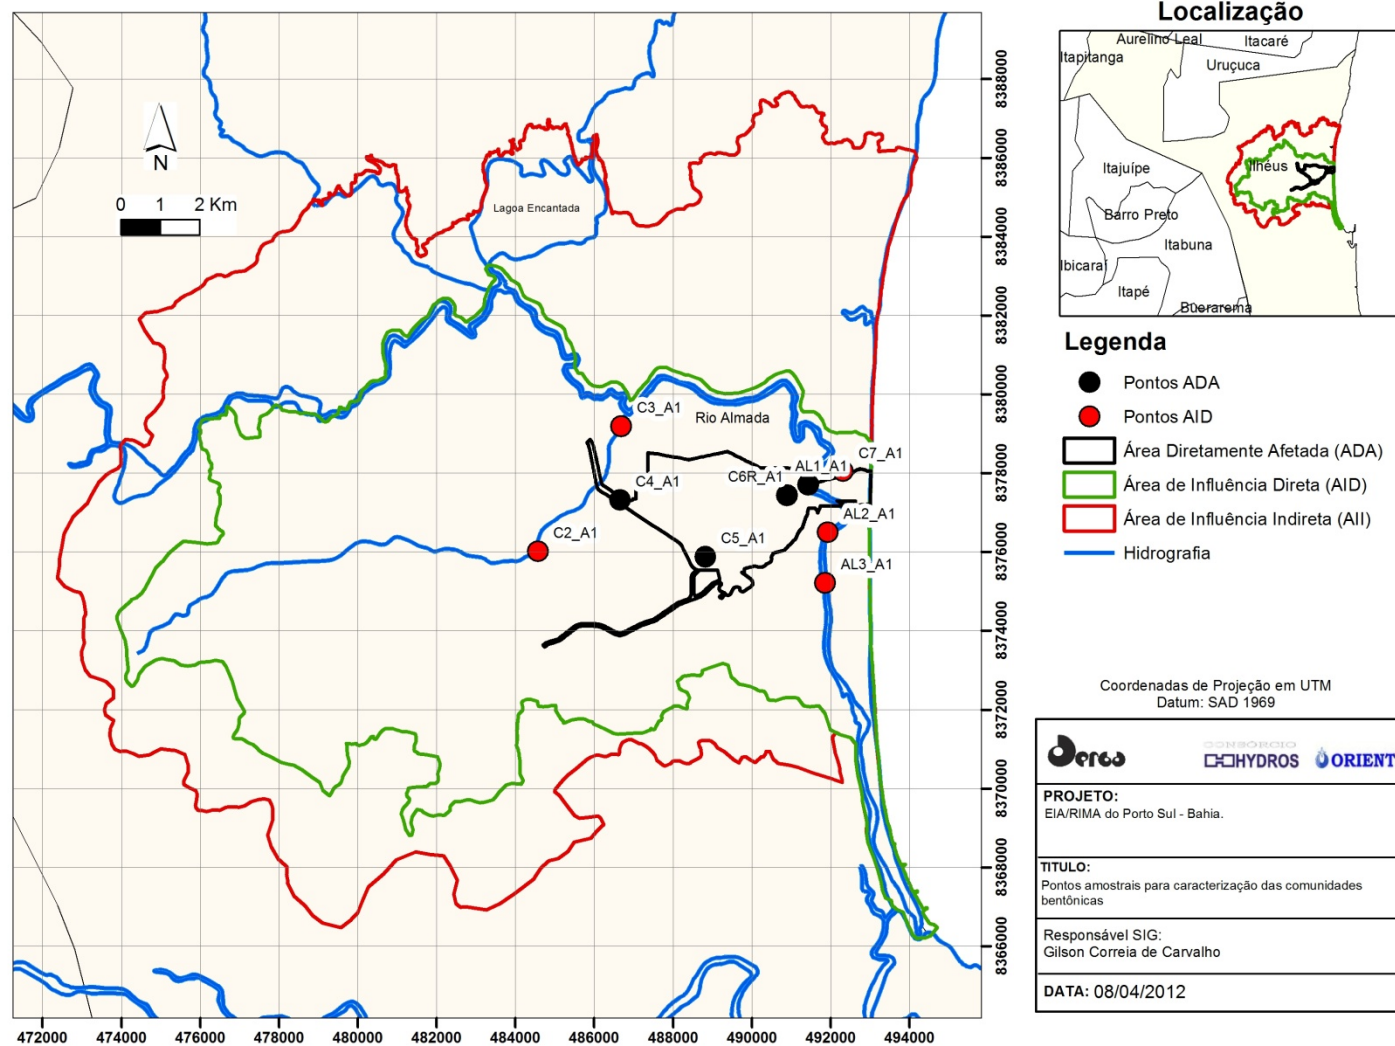 N
0 1 2 Km
Lagoa Encantada
Rio Almada
C3_A1
C7_A1
AL1_A1
C6R_A1
C4_A1
AL2_A1
C2_A1
C5_A1
AL3_A1
8388000
8386000
8384000
8382000
8380000
8378000
8376000
8374000
8372000
8370000
8368000
8366000
472000 474000 476000 478000 480000 482000 484000 486000 488000 490000 492000 494000
Localização
Aurelino Leal
Itacaré
Itapitanga
Uruçuca
Itajuípe
Ilhéus
Barro Preto
Itabuna
Ibicaraí
Itapé
Buerarema
Legenda
Pontos ADA
Pontos AID
Área Diretamente Afetada (ADA)
Área de Influência Direta (AID)
Área de Influência Indireta (AII)
Hidrografia
Coordenadas de Projeção em UTM
Datum: SAD 1969
Derba
CONSÓRCIO
HYDROS ORIENT
PROJETO:
EIA/RIMA do Porto Sul - Bahia.
TITULO:
Pontos amostrais para caracterização das comunidades
bentônicas
Responsável SIG:
Gilson Correia de Carvalho
DATA: 08/04/2012